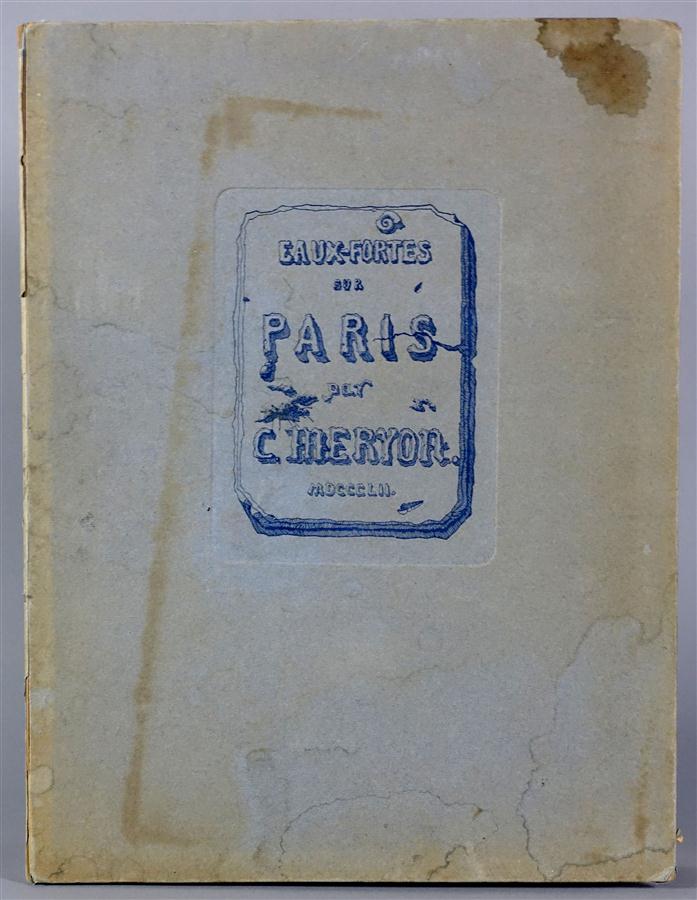 EAUX-FORTES
SUR
PARIS
par
C. MERYON.
MDCCCLII.